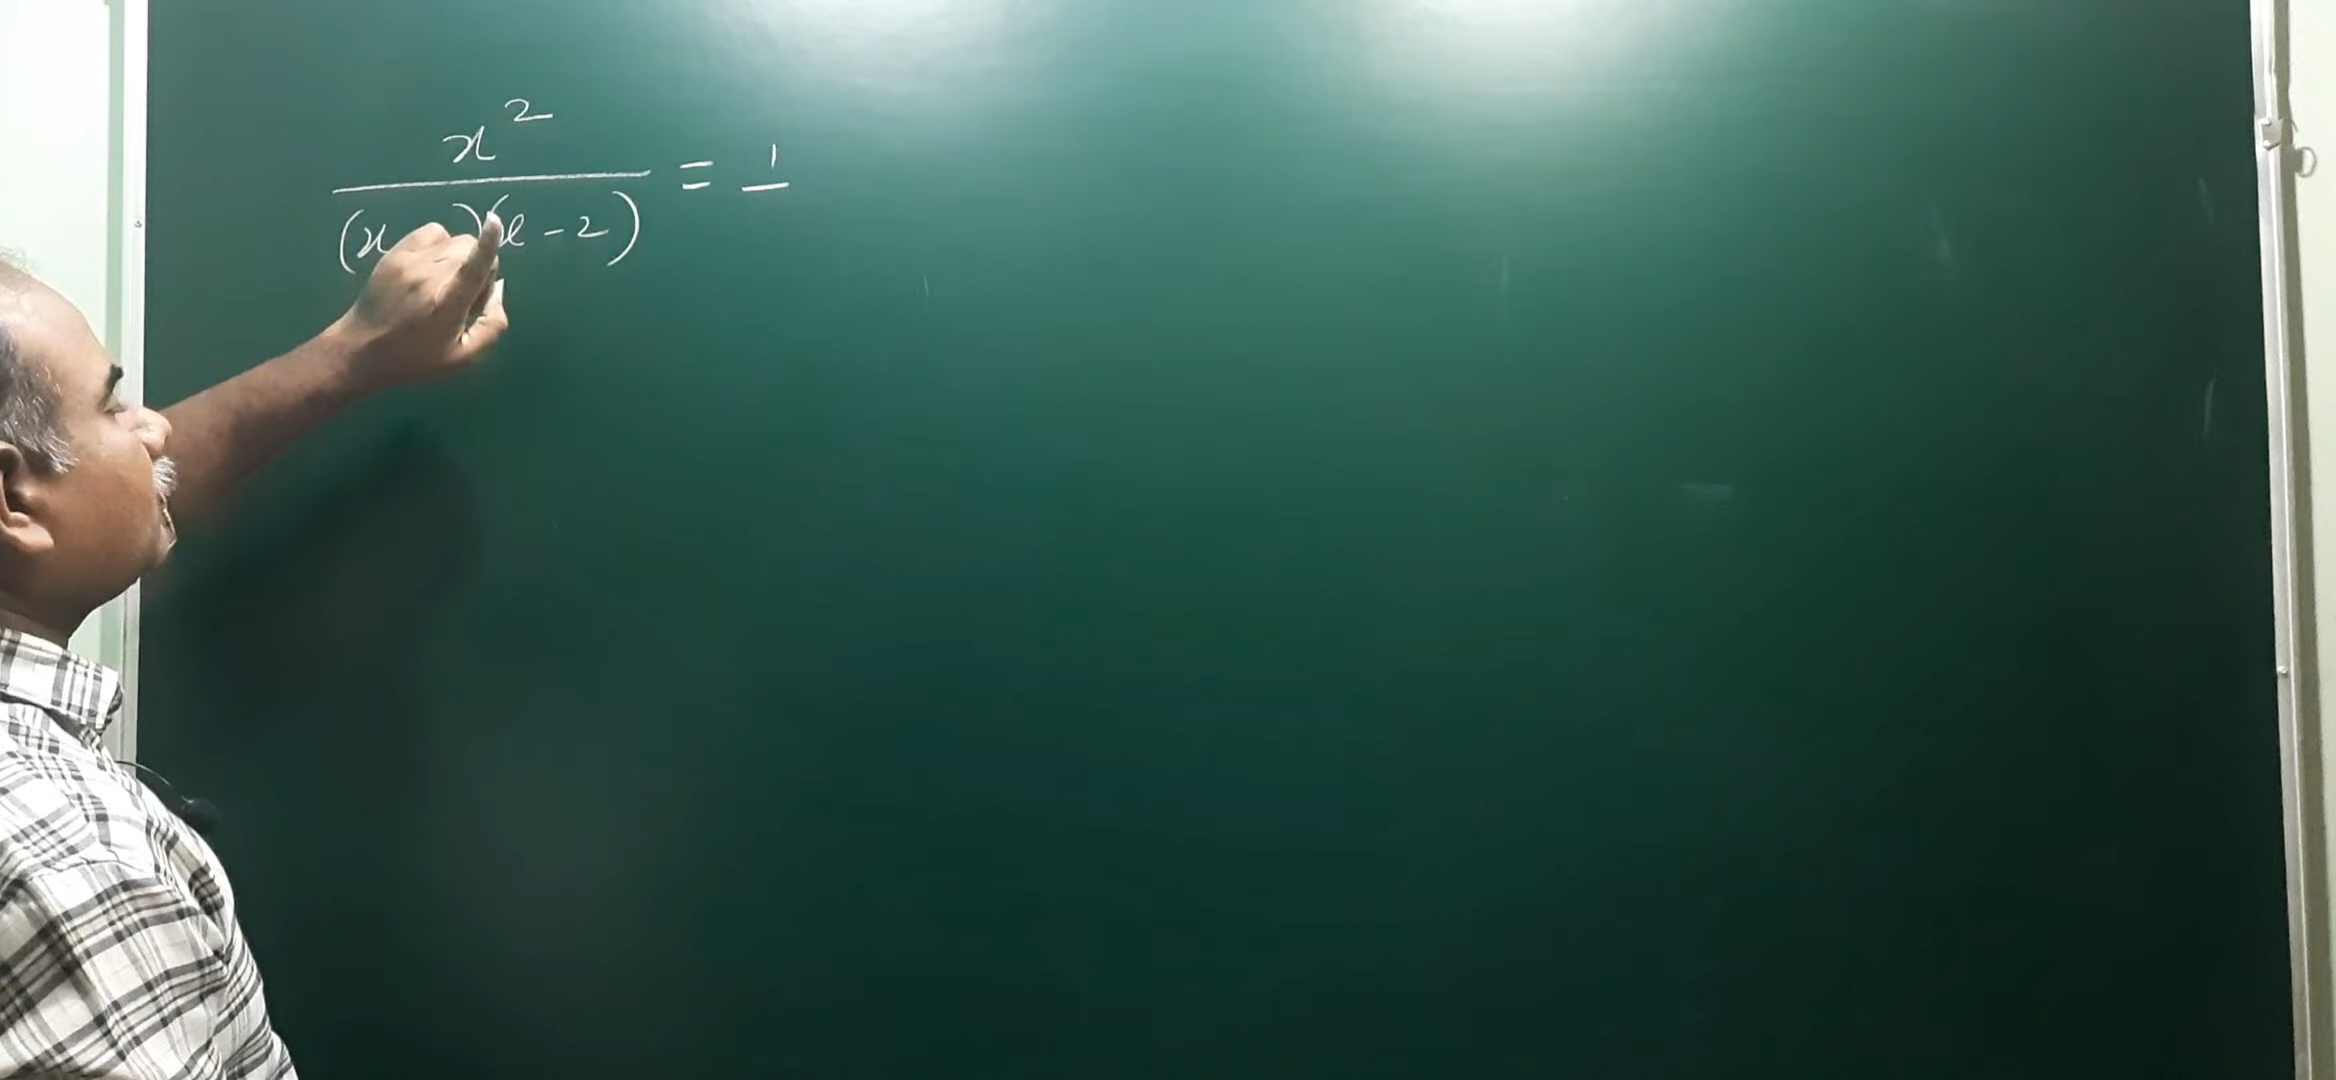 x² / (x )(x - 2) = 1 /